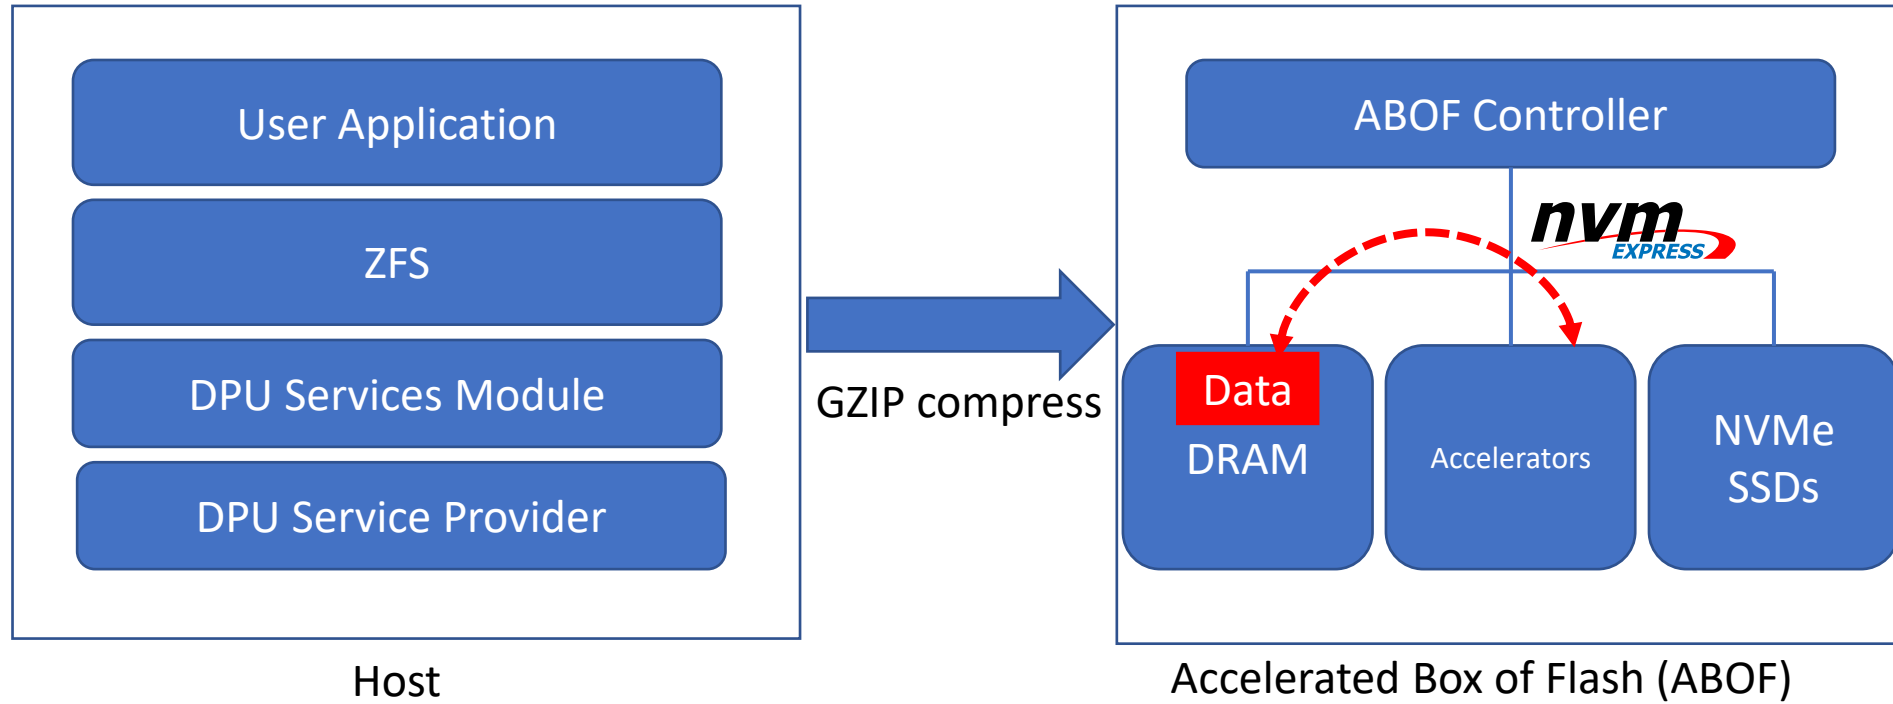 User Application
ZFS
DPU Services Module
DPU Service Provider
Host
GZIP compress
ABOF Controller
nvm
EXPRESS
Data
DRAM
Accelerators
NVMe
SSDs
Accelerated Box of Flash (ABOF)